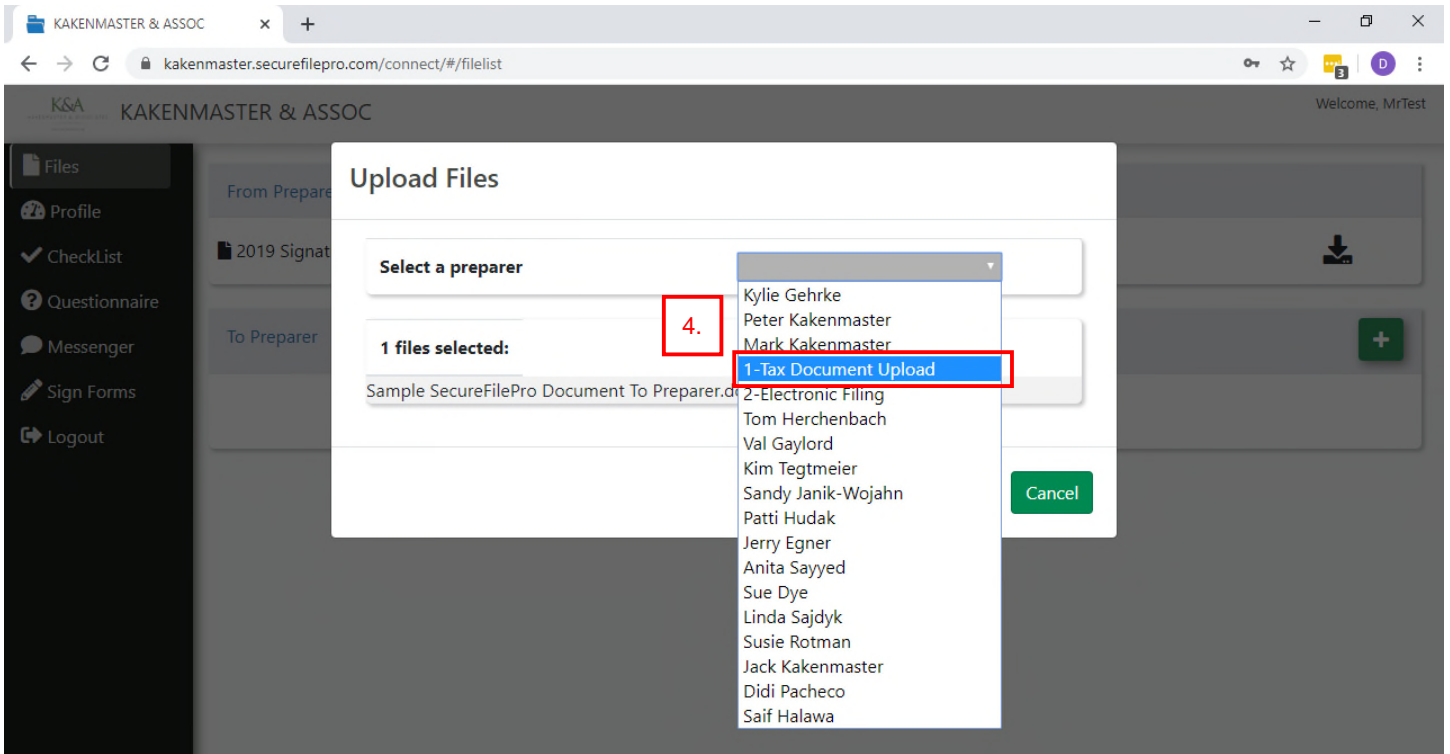 KAKENMASTER & ASSOC
kakenmaster.securefilepro.com/connect/#/filelist
3
D
K&A
KAKENMASTER & ASSOC
Welcome, MrTest
Files
Profile
CheckList
Questionnaire
Messenger
Sign Forms
Logout
From Prepare
2019 Signat
To Preparer
Upload Files
Select a preparer
4.
1 files selected:
Sample SecureFilePro Document To Preparer.d
Kylie Gehrke
Peter Kakenmaster
Mark Kakenmaster
1-Tax Document Upload
2-Electronic Filing
Tom Herchenbach
Val Gaylord
Kim Tegtmeier
Sandy Janik-Wojahn
Patti Hudak
Jerry Egner
Anita Sayyed
Sue Dye
Linda Sajdyk
Susie Rotman
Jack Kakenmaster
Didi Pacheco
Saif Halawa
Cancel